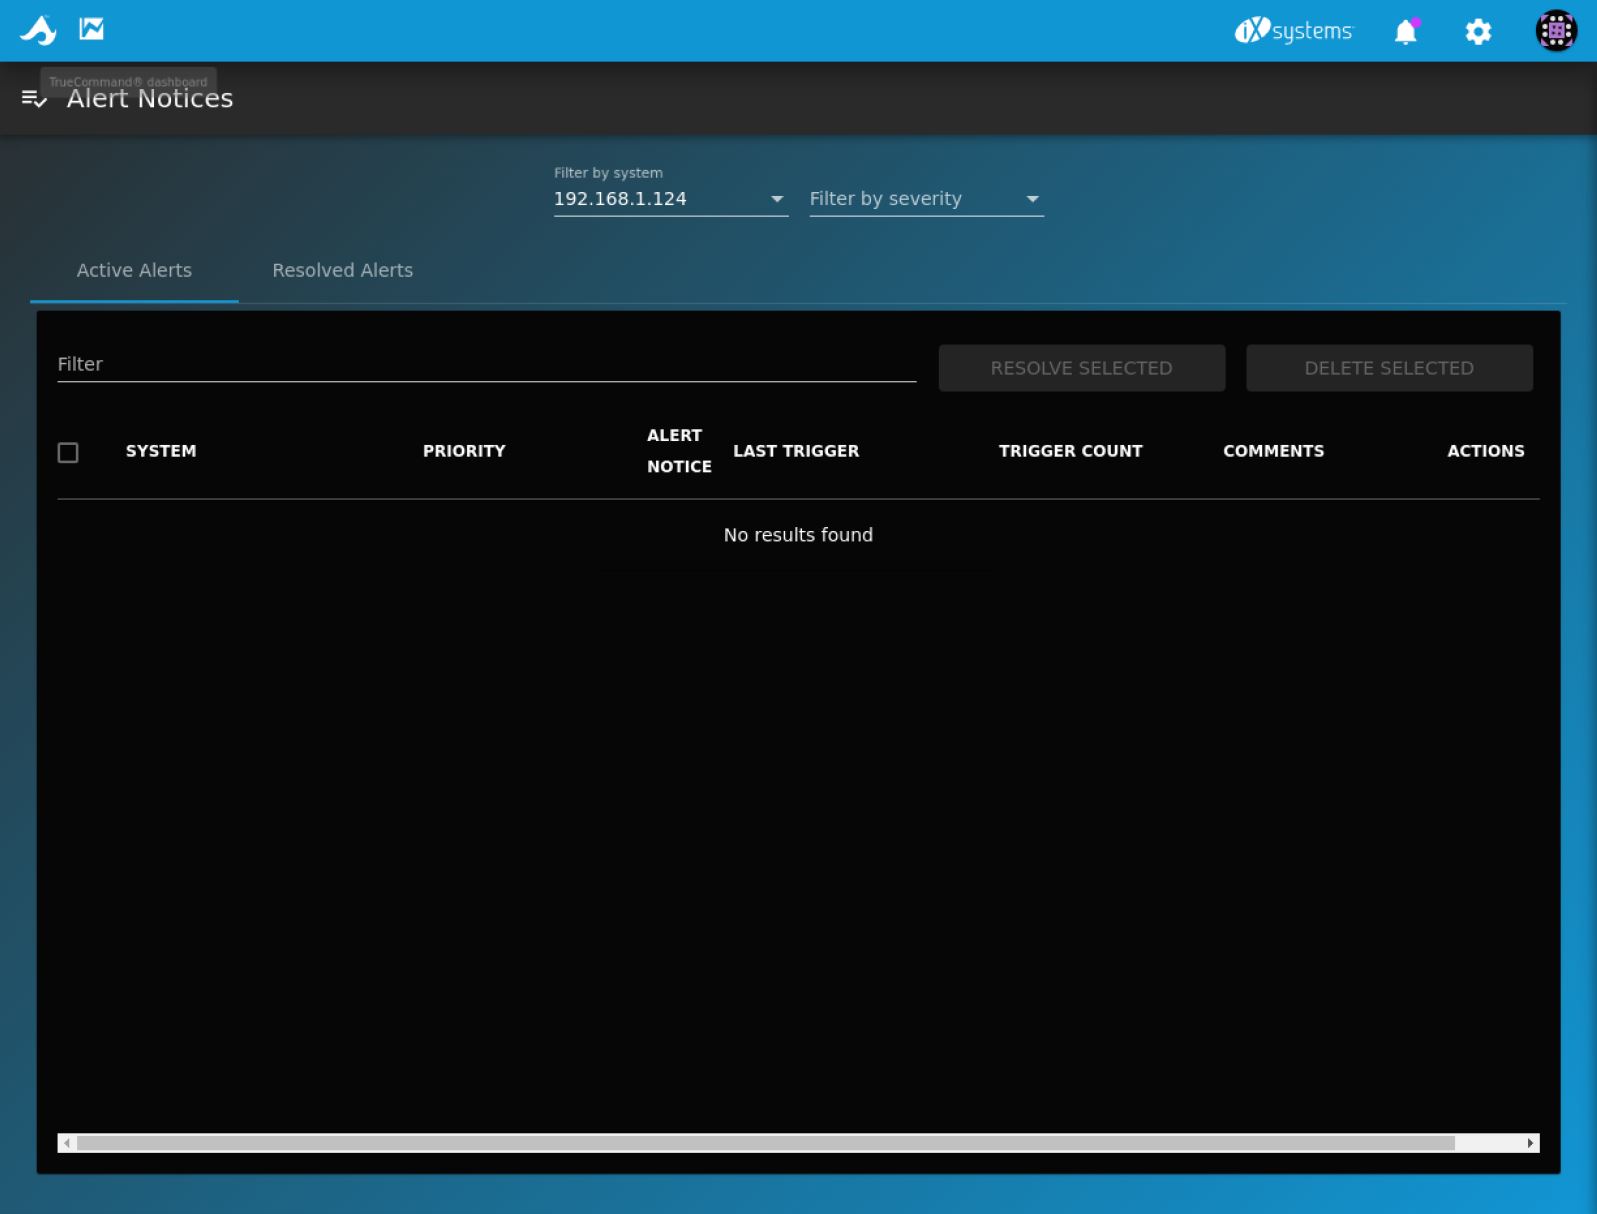 iXsystems
TrueCommand® dashboard
Alert Notices
Filter by system
192.168.1.124
Filter by severity
Active Alerts
Resolved Alerts
Filter
RESOLVE SELECTED
DELETE SELECTED
SYSTEM
PRIORITY
ALERT
NOTICE
LAST TRIGGER
TRIGGER COUNT
COMMENTS
ACTIONS
No results found